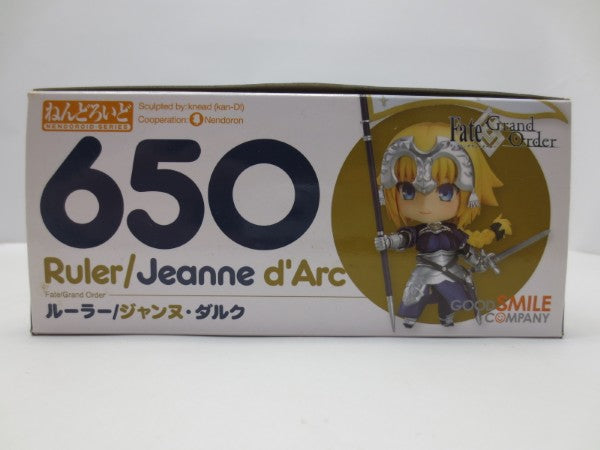 ねんどろいど
NENDOROID SERIES
Sculpted by: knead (kan-D!)
Cooperation: Nendoron
650
Ruler/Jeanne d'Arc
Fate/Grand Order
ルーラー/ジャンヌ・ダルク
Fate Grand Order
GOOD SMILE COMPANY